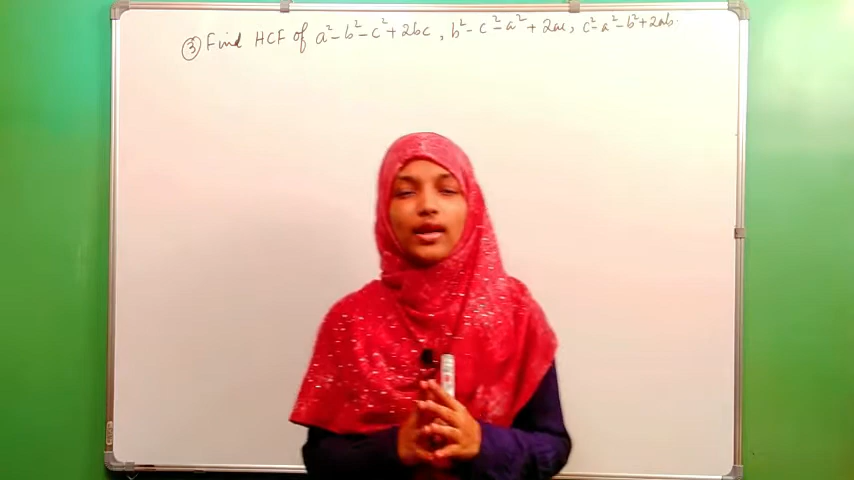 ③ Find HCF of a²-b²-c²+2bc, b²-c²-a²+2ac, c²-a²-b²+2ab.